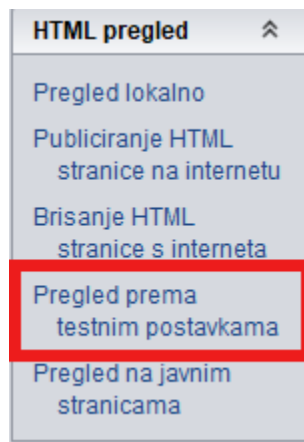 HTML pregled
Pregled lokalno
Publiciranje HTML
stranice na internetu
Brisanje HTML
stranice s interneta
Pregled prema
testnim postavkama
Pregled na javnim
stranicama